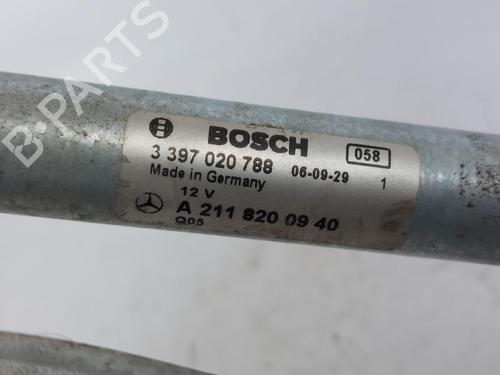 BOSCH
058
3 397 020 788 06-09-29 1
Made in Germany
12 V
A 211 820 09 40
Q05
B-Parts